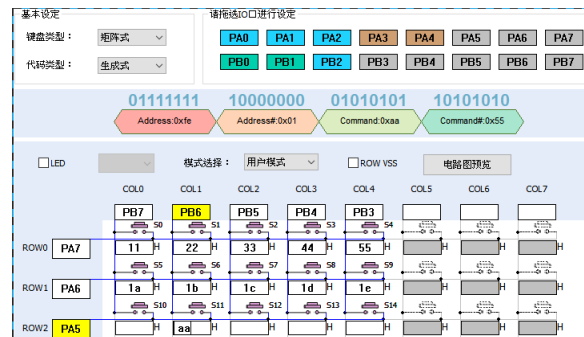 基本设定
请拖选IO口进行设定
键盘类型： 矩阵式
PA0 PA1 PA2 PA3 PA4 PA5 PA6 PA7
代码类型： 生成式
PB0 PB1 PB2 PB3 PB4 PB5 PB6 PB7
01111111 10000000 01010101 10101010
Address:0xfe Address#:0x01 Command:0xaa Command#:0x55
LED 模式选择： 用户模式 ROW VSS 电路图预览
COL0 COL1 COL2 COL3 COL4 COL5 COL6 COL7
PB7 PB6 PB5 PB4 PB3
S0 S1 S2 S3 S4
ROW0 PA7 11 H 22 H 33 H 44 H 55 H H H H
S5 S6 S7 S8 S9
ROW1 PA6 1a H 1b H 1c H 1d H 1e H H H H
S10 S11 S12 S13 S14
ROW2 PA5 H aa H H H H H H H